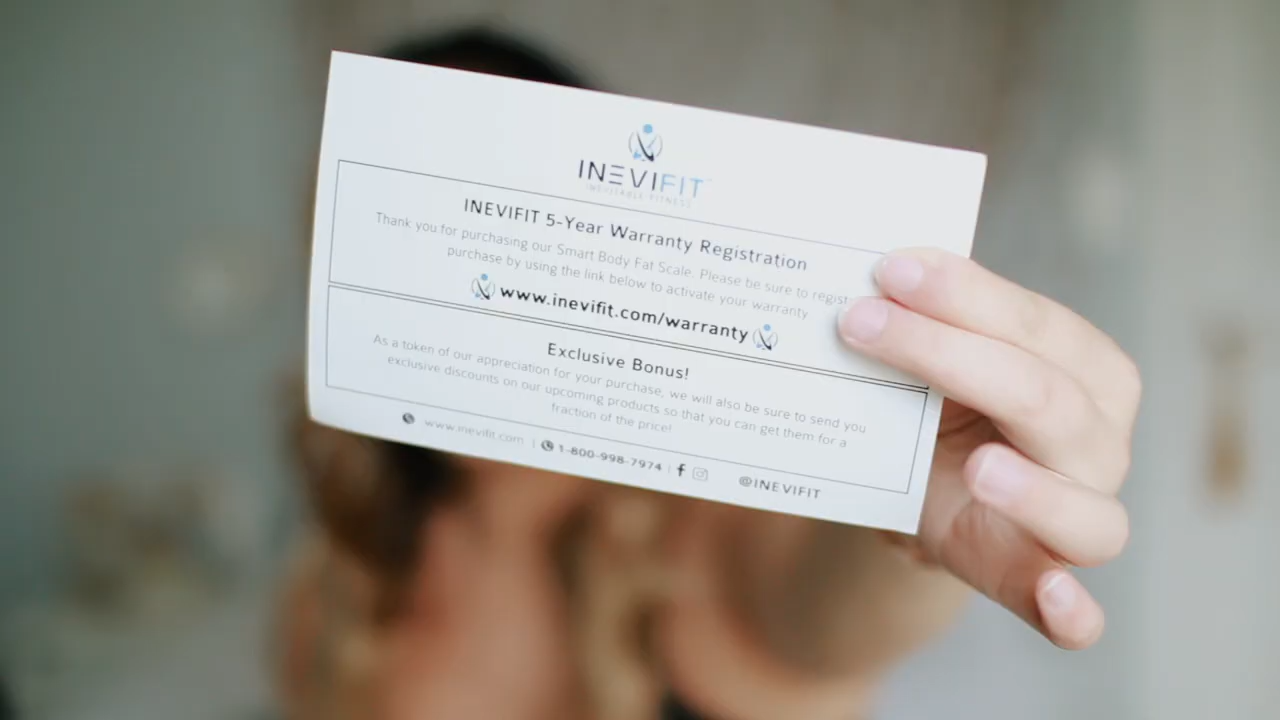 INEVIFIT
INEVITABLE FITNESS
INEVIFIT 5-Year Warranty Registration
Thank you for purchasing our Smart Body Fat Scale. Please be sure to regist
purchase by using the link below to activate your warranty
www.inevifit.com/warranty
Exclusive Bonus!
As a token of our appreciation for your purchase, we will also be sure to send you
exclusive discounts on our upcoming products so that you can get them for a
fraction of the price!
www.inevifit.com | 1-800-998-7974 | @INEVIFIT